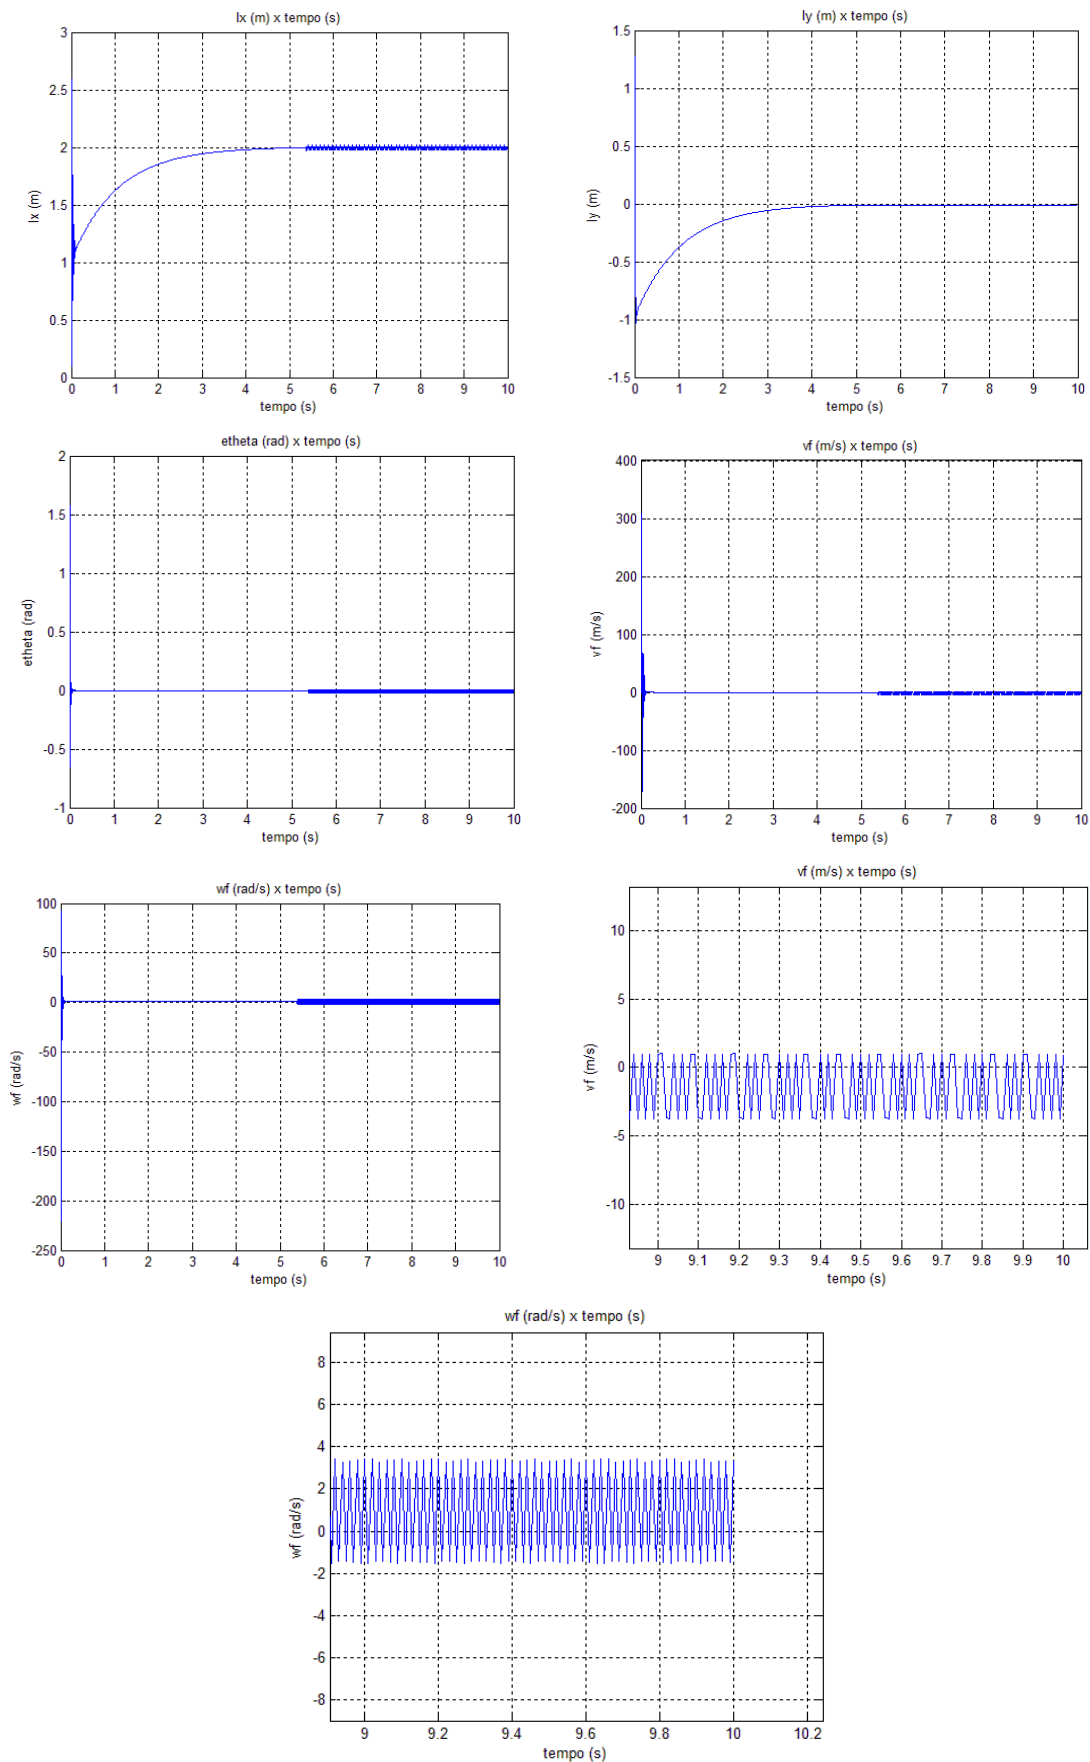 lx (m) x tempo (s)
3
2.5
2
1.5
1
0.5
0
lx (m)
0 1 2 3 4 5 6 7 8 9 10
tempo (s)
ly (m) x tempo (s)
1.5
1
0.5
0
-0.5
-1
-1.5
ly (m)
0 1 2 3 4 5 6 7 8 9 10
tempo (s)
etheta (rad) x tempo (s)
2
1.5
1
0.5
0
-0.5
-1
etheta (rad)
0 1 2 3 4 5 6 7 8 9 10
tempo (s)
vf (m/s) x tempo (s)
400
300
200
100
0
-100
-200
vf (m/s)
0 1 2 3 4 5 6 7 8 9 10
tempo (s)
wf (rad/s) x tempo (s)
100
50
0
-50
-100
-150
-200
-250
wf (rad/s)
0 1 2 3 4 5 6 7 8 9 10
tempo (s)
vf (m/s) x tempo (s)
10
5
0
-5
-10
vf (m/s)
9 9.1 9.2 9.3 9.4 9.5 9.6 9.7 9.8 9.9 10
tempo (s)
wf (rad/s) x tempo (s)
8
6
4
2
0
-2
-4
-6
-8
wf (rad/s)
9 9.2 9.4 9.6 9.8 10 10.2
tempo (s)